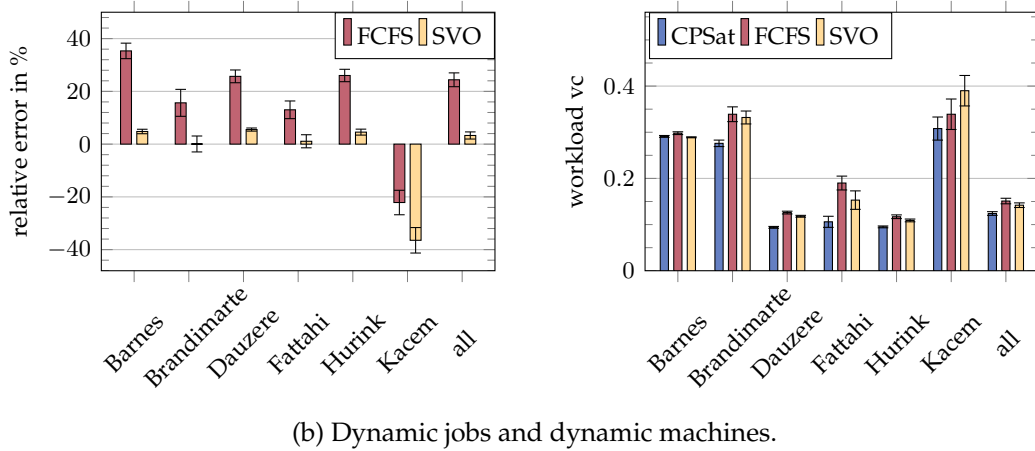 FCFS SVO
40
20
0
−20
−40
relative error in %
Barnes
Brandimarte
Dauzere
Fattahi
Hurink
Kacem
all
CPSat FCFS SVO
0.4
0.2
0
workload vc
Barnes
Brandimarte
Dauzere
Fattahi
Hurink
Kacem
all
(b) Dynamic jobs and dynamic machines.